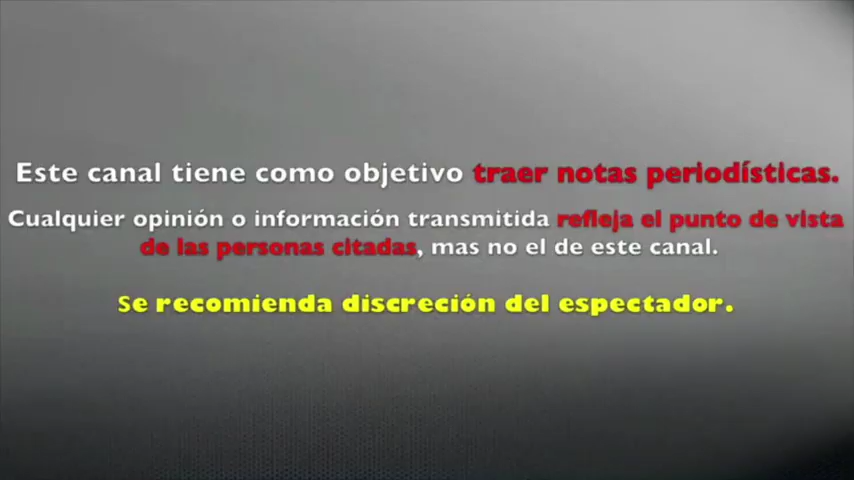 Este canal tiene como objetivo traer notas periodísticas.
Cualquier opinión o información transmitida refleja el punto de vista
de las personas citadas, mas no el de este canal.
Se recomienda discreción del espectador.